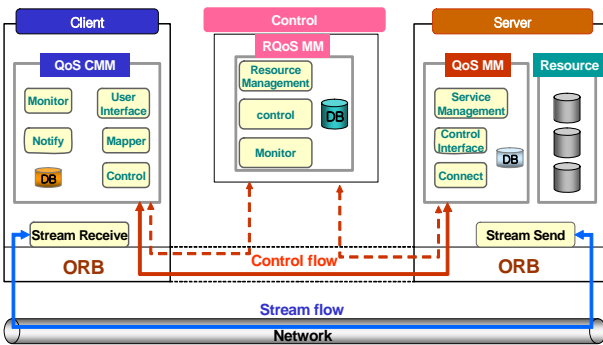 Client
Control
Server
QoS CMM
RQoS MM
QoS MM
Resource
Monitor
User
Interface
Notify
Mapper
DB
Control
Resource
Management
control
DB
Monitor
Service
Management
Control
Interface
DB
Connect
Stream Receive
Stream Send
ORB
Control flow
ORB
Stream flow
Network